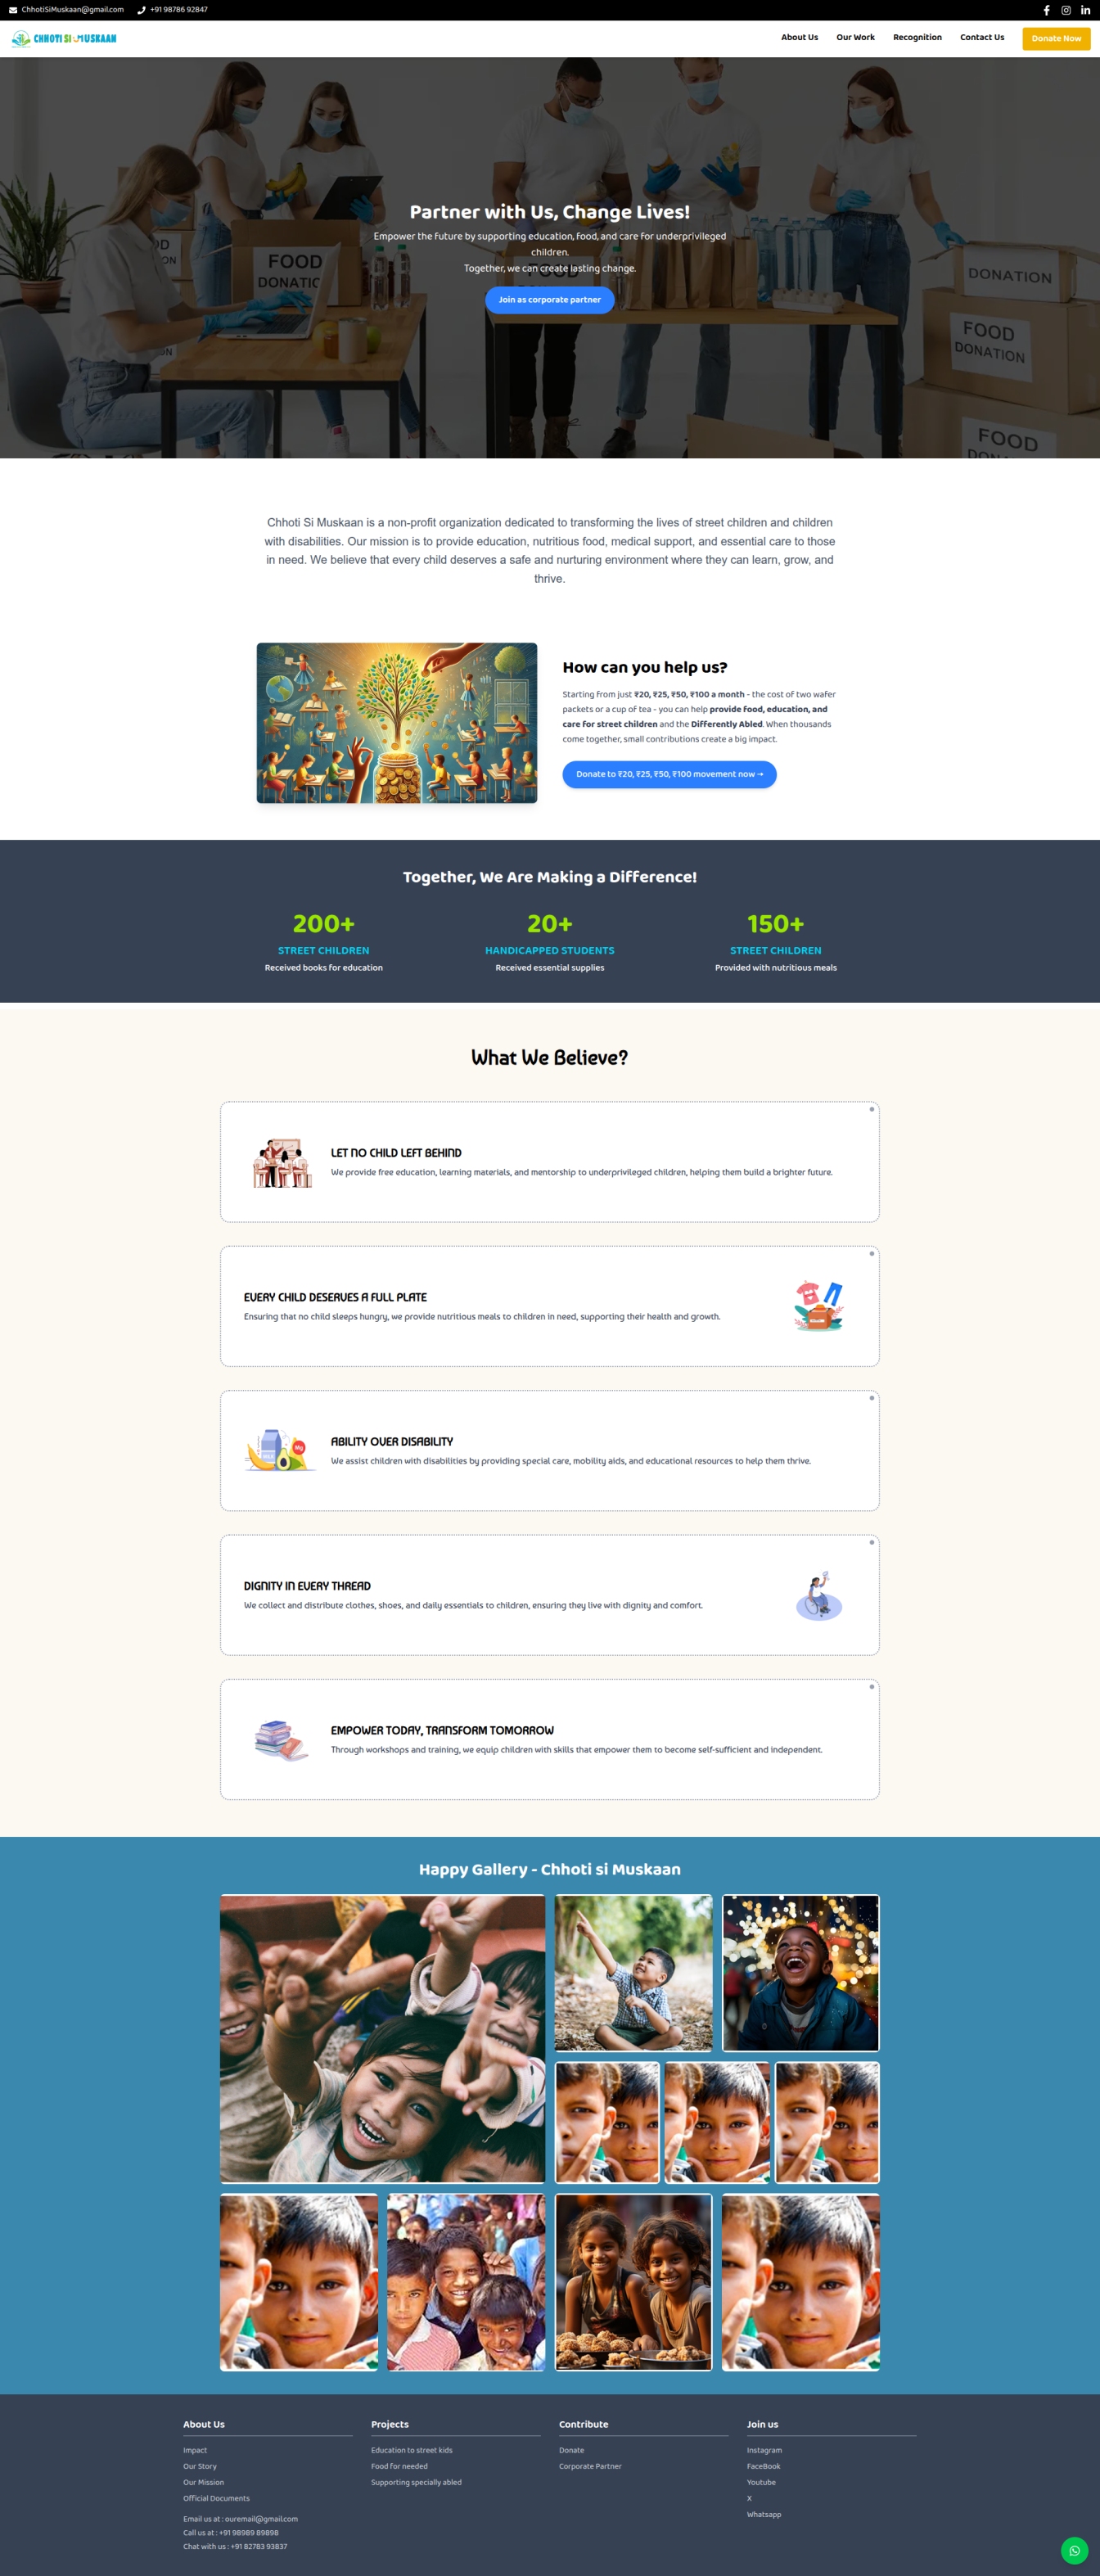 ChhotiSiMuskaan@gmail.com +91 98786 92847
CHHOTI SI MUSKAAN
About Us Our Work Recognition Contact Us Donate Now
Partner with Us, Change Lives!
Empower the future by supporting education, food, and care for underprivileged
children.
Together, we can create lasting change.
Join as corporate partner
FOOD
DONATION
DONATION
FOOD
DONATION
FOOD
Chhoti Si Muskaan is a non-profit organization dedicated to transforming the lives of street children and children
with disabilities. Our mission is to provide education, nutritious food, medical support, and essential care to those
in need. We believe that every child deserves a safe and nurturing environment where they can learn, grow, and
thrive.
How can you help us?
Starting from just ₹20, ₹25, ₹50, ₹100 a month - the cost of two wafer
packets or a cup of tea - you can help provide food, education, and
care for street children and the Differently Abled. When thousands
come together, small contributions create a big impact.
Donate to ₹20, ₹25, ₹50, ₹100 movement now →
Together, We Are Making a Difference!
200+ 20+ 150+
STREET CHILDREN HANDICAPPED STUDENTS STREET CHILDREN
Received books for education Received essential supplies Provided with nutritious meals
What We Believe?
LET NO CHILD LEFT BEHIND
We provide free education, learning materials, and mentorship to underprivileged children, helping them build a brighter future.
EVERY CHILD DESERVES A FULL PLATE
Ensuring that no child sleeps hungry, we provide nutritious meals to children in need, supporting their health and growth.
Mg
ABILITY OVER DISABILITY
We assist children with disabilities by providing special care, mobility aids, and educational resources to help them thrive.
DIGNITY IN EVERY THREAD
We collect and distribute clothes, shoes, and daily essentials to children, ensuring they live with dignity and comfort.
EMPOWER TODAY, TRANSFORM TOMORROW
Through workshops and training, we equip children with skills that empower them to become self-sufficient and independent.
Happy Gallery - Chhoti si Muskaan
About Us
Impact
Our Story
Our Mission
Official Documents
Email us at : ouremail@gmail.com
Call us at : +91 98989 89898
Chat with us : +91 82783 93837
Projects
Education to street kids
Food for needed
Supporting specially abled
Contribute
Donate
Corporate Partner
Join us
Instagram
FaceBook
Youtube
X
Whatsapp